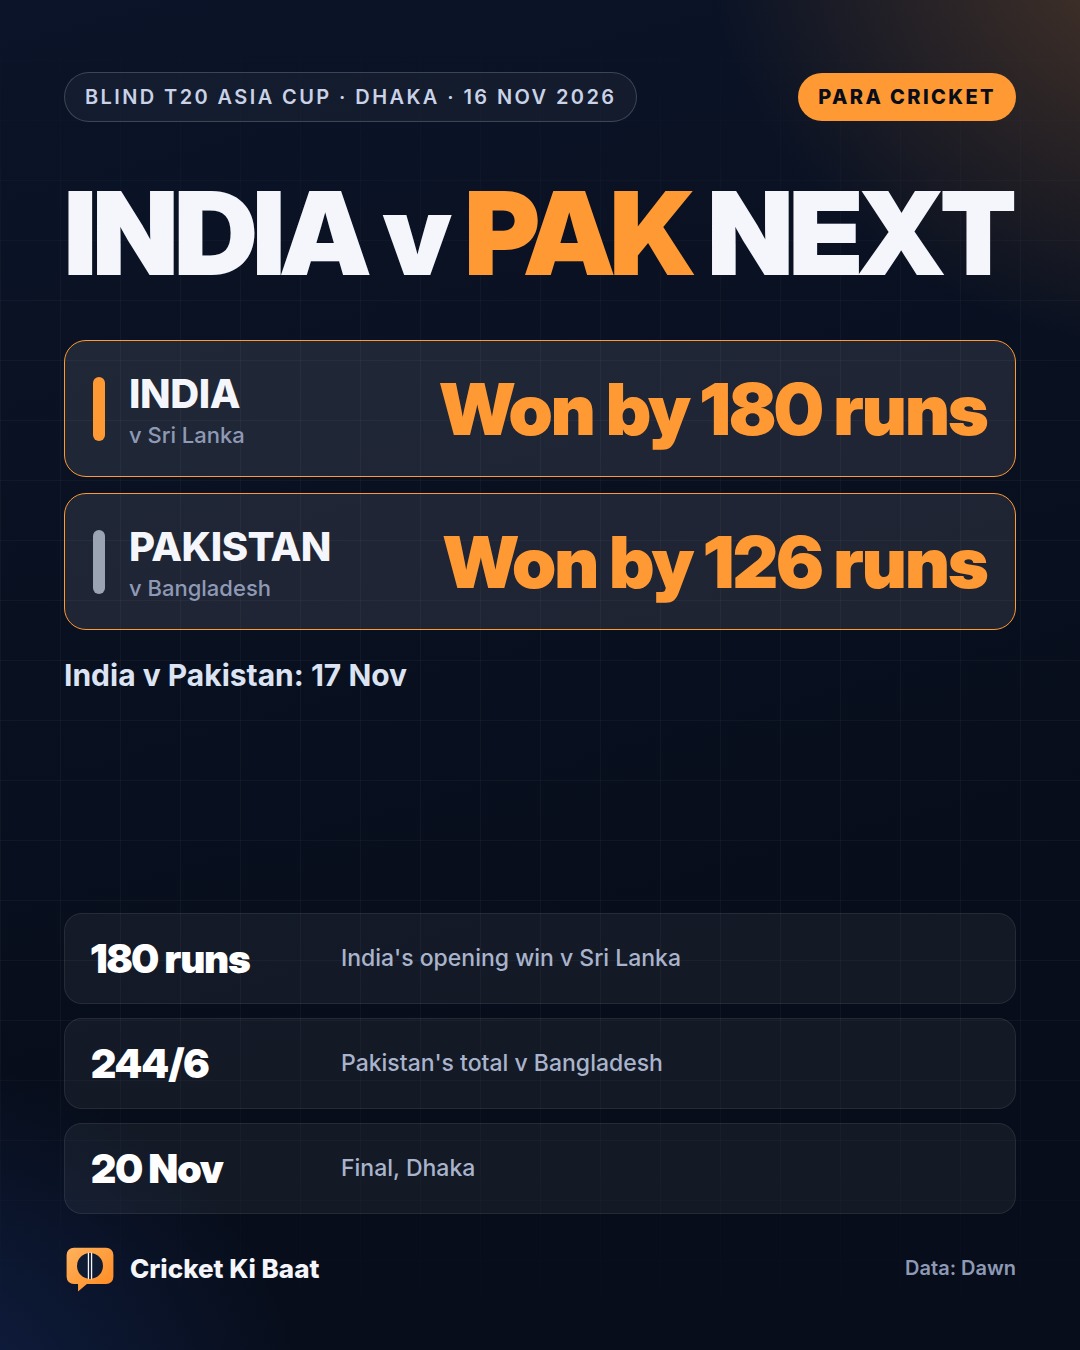 BLIND T20 ASIA CUP · DHAKA · 16 NOV 2026
PARA CRICKET
INDIA v PAK NEXT
INDIA
v Sri Lanka
Won by 180 runs
PAKISTAN
v Bangladesh
Won by 126 runs
India v Pakistan: 17 Nov
180 runs
India's opening win v Sri Lanka
244/6
Pakistan's total v Bangladesh
20 Nov
Final, Dhaka
Cricket Ki Baat
Data: Dawn